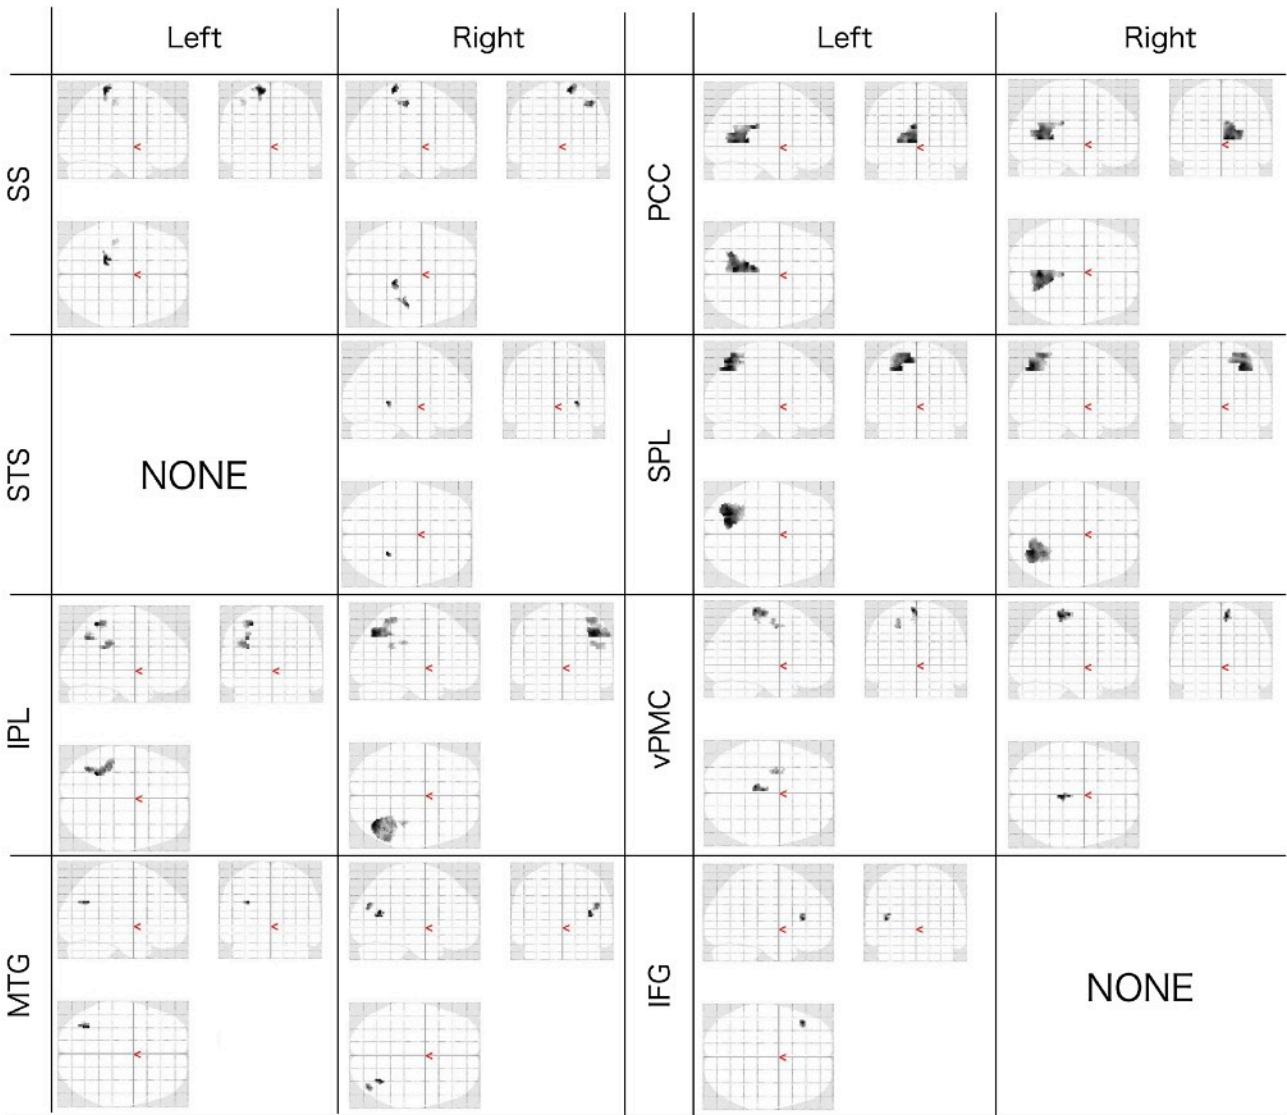 Left Right Left Right
SS PCC
STS NONE SPL
IPL vPMC
MTG IFG NONE